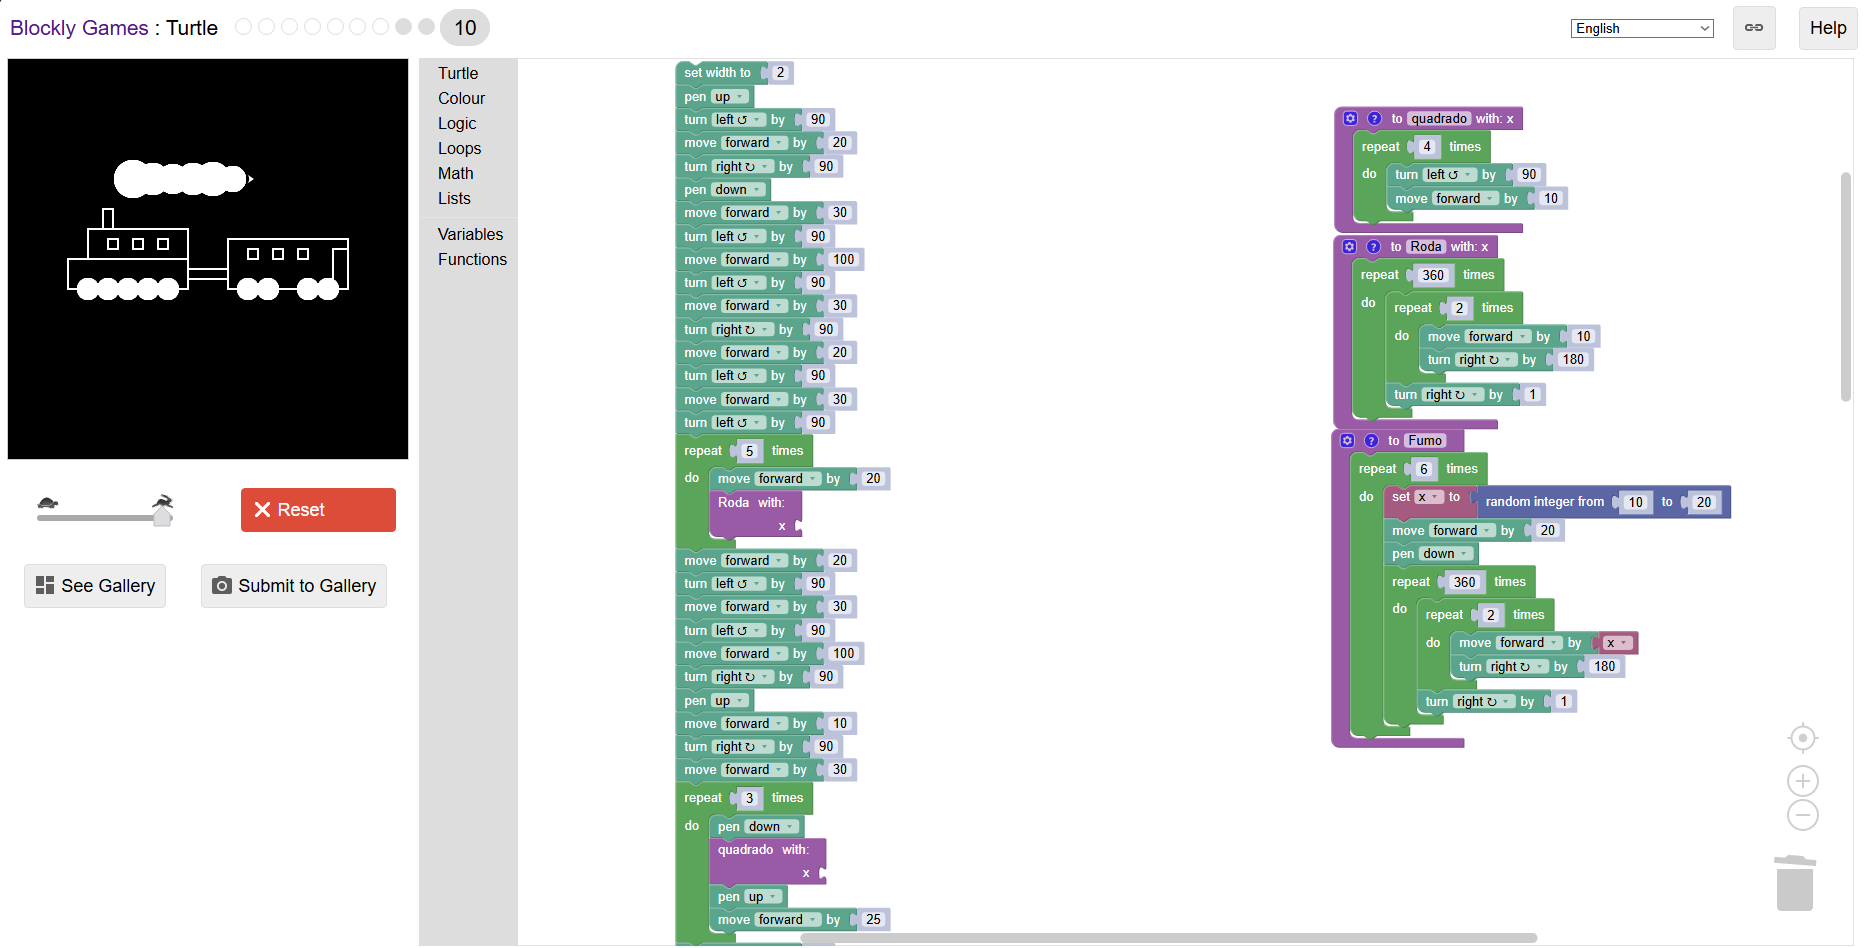 Blockly Games : Turtle 10 English Help
Turtle
Colour
Logic
Loops
Math
Lists
Variables
Functions
Reset
See Gallery Submit to Gallery
set width to 2
pen up
turn left ↺ by 90
move forward by 20
turn right ↻ by 90
pen down
move forward by 30
turn left ↺ by 90
move forward by 100
turn left ↺ by 90
move forward by 30
turn right ↻ by 90
move forward by 20
turn left ↺ by 90
move forward by 30
turn left ↺ by 90
repeat 5 times
do move forward by 20
Roda with:
x
move forward by 20
turn left ↺ by 90
move forward by 30
turn left ↺ by 90
move forward by 100
turn right ↻ by 90
pen up
move forward by 10
turn right ↻ by 90
move forward by 30
repeat 3 times
do pen down
quadrado with:
x
pen up
move forward by 25
? to quadrado with: x
repeat 4 times
do turn left ↺ by 90
move forward by 10
? to Roda with: x
repeat 360 times
do repeat 2 times
do move forward by 10
turn right ↻ by 180
turn right ↻ by 1
? to Fumo
repeat 6 times
do set x to random integer from 10 to 20
move forward by 20
pen down
repeat 360 times
do repeat 2 times
do move forward by x
turn right ↻ by 180
turn right ↻ by 1